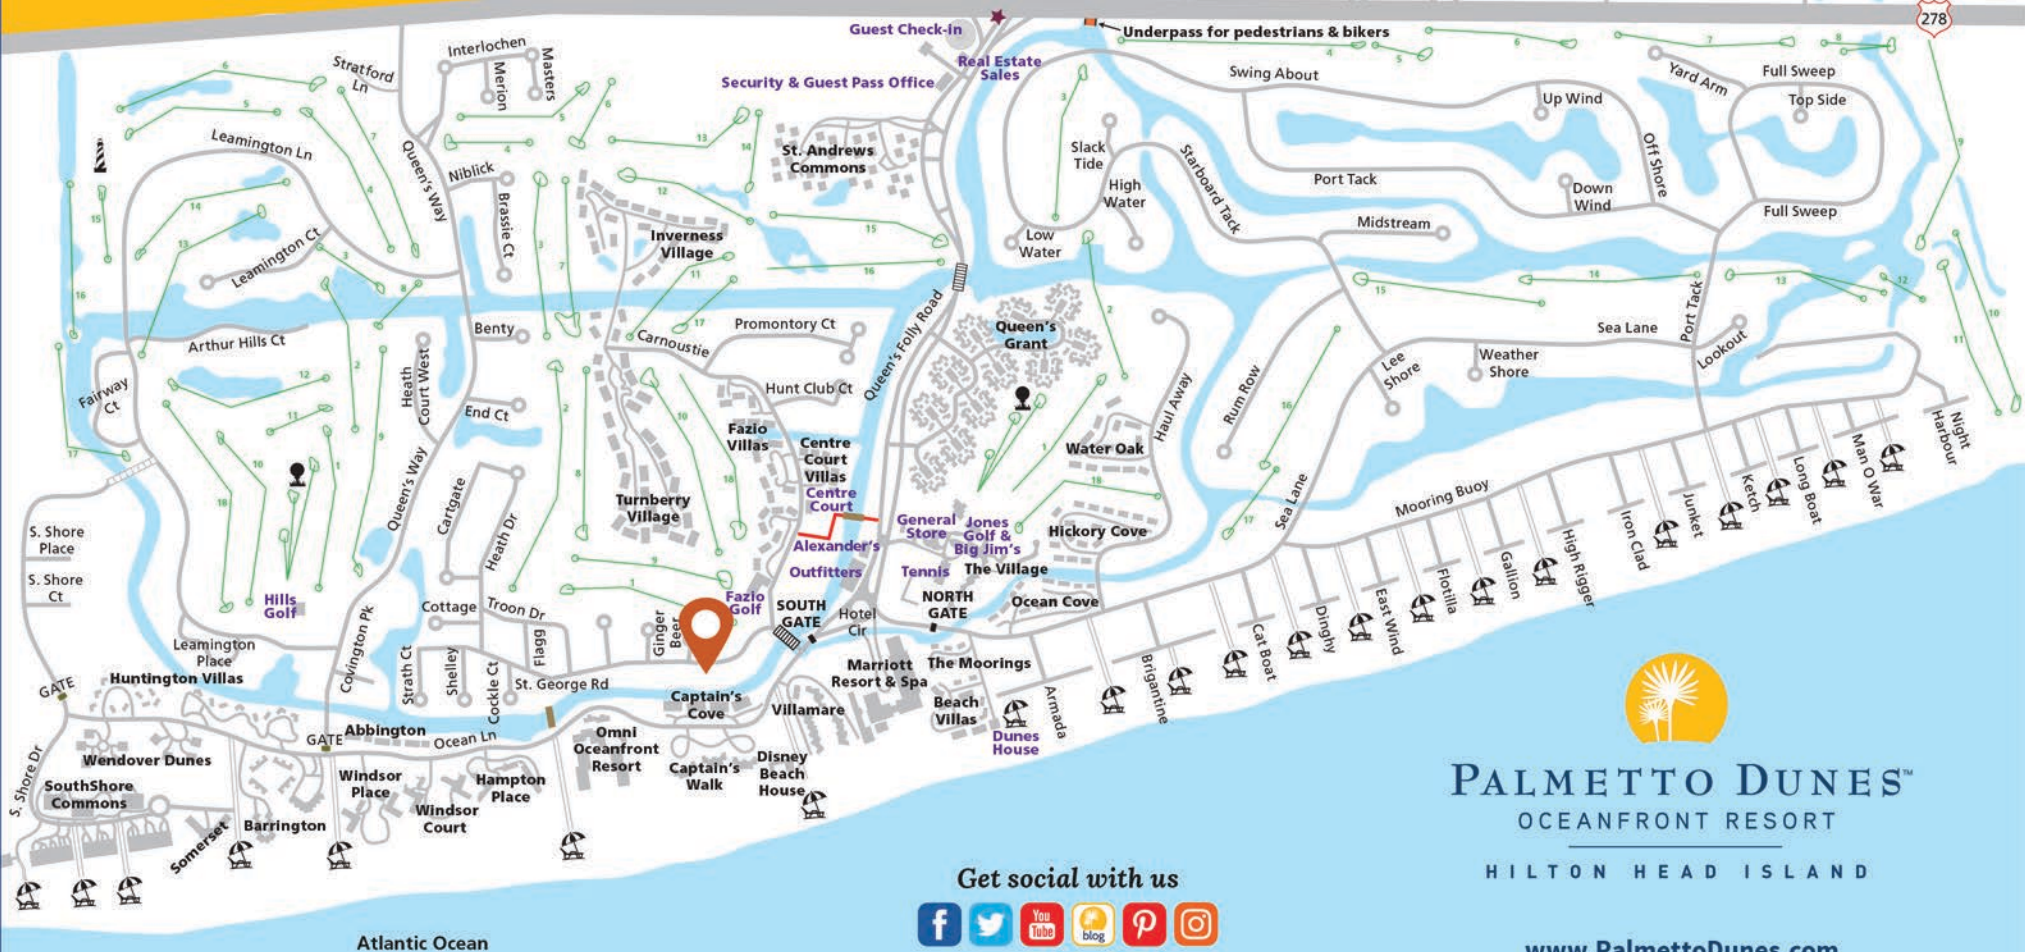 278
Guest Check-in
Underpass for pedestrians & bikers
Real Estate
Sales
Security & Guest Pass Office
Stratford
Ln
Interlochen
Merion
Masters
Swing About
Yard Arm
Full Sweep
Top Side
Up Wind
Off Shore
Leamington Ln
Queen's Way
Niblick
Brassie Ct
St. Andrews
Commons
Slack
Tide
High
Water
Starboard Tack
Port Tack
Down
Wind
Full Sweep
Midstream
Low
Water
Inverness
Village
Leamington Ct
Arthur Hills Ct
Fairway
Ct
Heath
Court West
Benty
End Ct
Carnoustie
Promontory Ct
Hunt Club Ct
Queen's Folly Road
Queen's
Grant
Haul Away
Rum Row
Lee
Shore
Weather
Shore
Sea Lane
Port Tack
Lookout
Night
Harbour
Fazio
Villas
Centre
Court
Villas
Centre
Court
Water Oak
Turnberry
Village
Queen's Way
Cartgate
Heath Dr
Alexander's
Outfitters
General
Store
Jones
Golf &
Big Jim's
Tennis
The Village
Hickory Cove
Ocean Cove
Sea Lane
Mooring Buoy
S. Shore
Place
S. Shore
Ct
Hills
Golf
Cottage
Troon Dr
Flagg
Ginger
Beer
Fazio
Golf
SOUTH
GATE
Hotel
Cir
NORTH
GATE
Leamington
Place
Covington Pk
Strath Ct
Shelley
Cockle Ct
St. George Rd
Captain's
Cove
Villamare
Marriott
Resort & Spa
The Moorings
Beach
Villas
Dunes
House
Armada
Brigantine
Cat Boat
Dinghy
East Wind
Flotilla
Gallion
High Rigger
Iron Clad
Junket
Ketch
Long Boat
Man O War
GATE
Huntington Villas
GATE
Abbington
Ocean Ln
Omni
Oceanfront
Resort
Captain's
Walk
Disney
Beach
House
S. Shore Dr
Wendover Dunes
SouthShore
Commons
Somerset
Barrington
Windsor
Place
Windsor
Court
Hampton
Place
Atlantic Ocean
Get social with us
You
Tube
blog
PALMETTO DUNES™
OCEANFRONT RESORT
HILTON HEAD ISLAND
www.PalmettoDunes.com